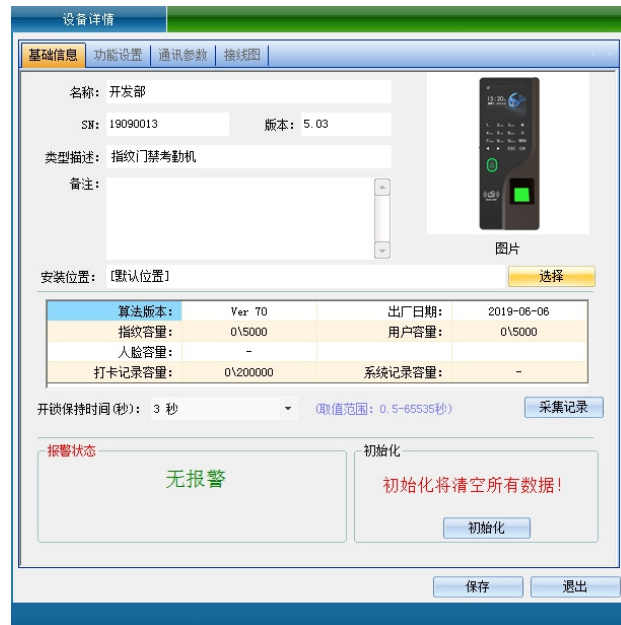 设备详情
基础信息 功能设置 通讯参数 接线图
名称: 开发部
SN: 19090013 版本: 5.03
类型描述: 指纹门禁考勤机
备注:
图片
安装位置: [默认位置] 选择
算法版本: Ver 70 出厂日期: 2019-06-06
指纹容量: 0\5000 用户容量: 0\5000
人脸容量: -
打卡记录容量: 0\200000 系统记录容量: -
开锁保持时间(秒): 3 秒 (取值范围: 0.5-65535秒) 采集记录
报警状态 初始化
无报警 初始化将清空所有数据!
初始化
保存 退出